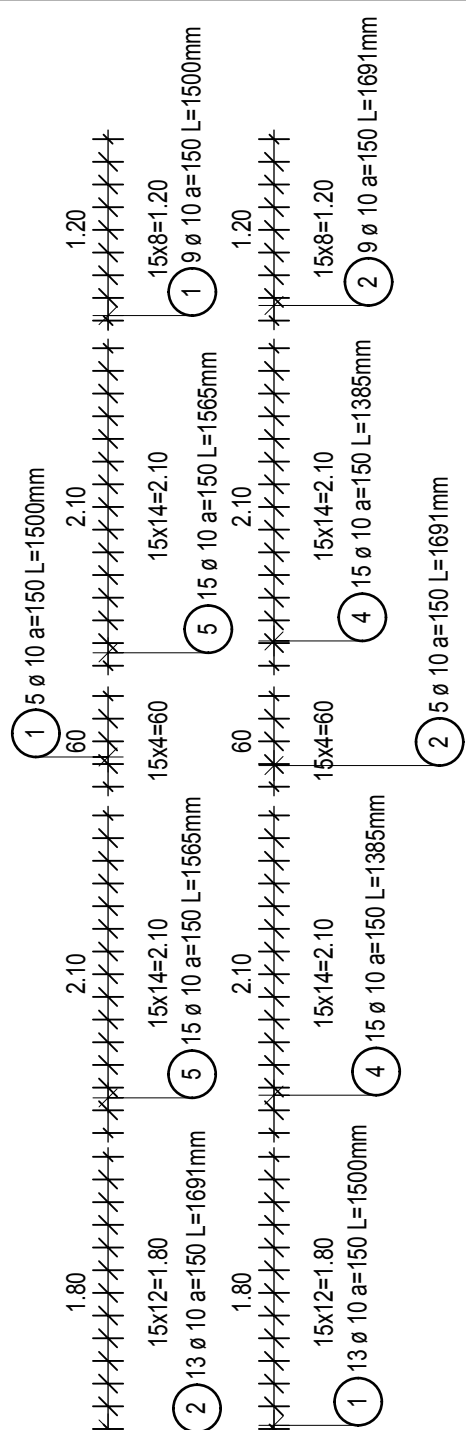 1 5 ø 10 a=150 L=1500mm
1.80
2.10
60
2.10
1.20
15x12=1.80
15x14=2.10
15x4=60
15x14=2.10
15x8=1.20
2 13 ø 10 a=150 L=1691mm
5 15 ø 10 a=150 L=1565mm
5 15 ø 10 a=150 L=1565mm
1 9 ø 10 a=150 L=1500mm
1.80
2.10
60
2.10
1.20
15x12=1.80
15x14=2.10
15x4=60
15x14=2.10
15x8=1.20
1 13 ø 10 a=150 L=1500mm
4 15 ø 10 a=150 L=1385mm
4 15 ø 10 a=150 L=1385mm
2 9 ø 10 a=150 L=1691mm
2 5 ø 10 a=150 L=1691mm